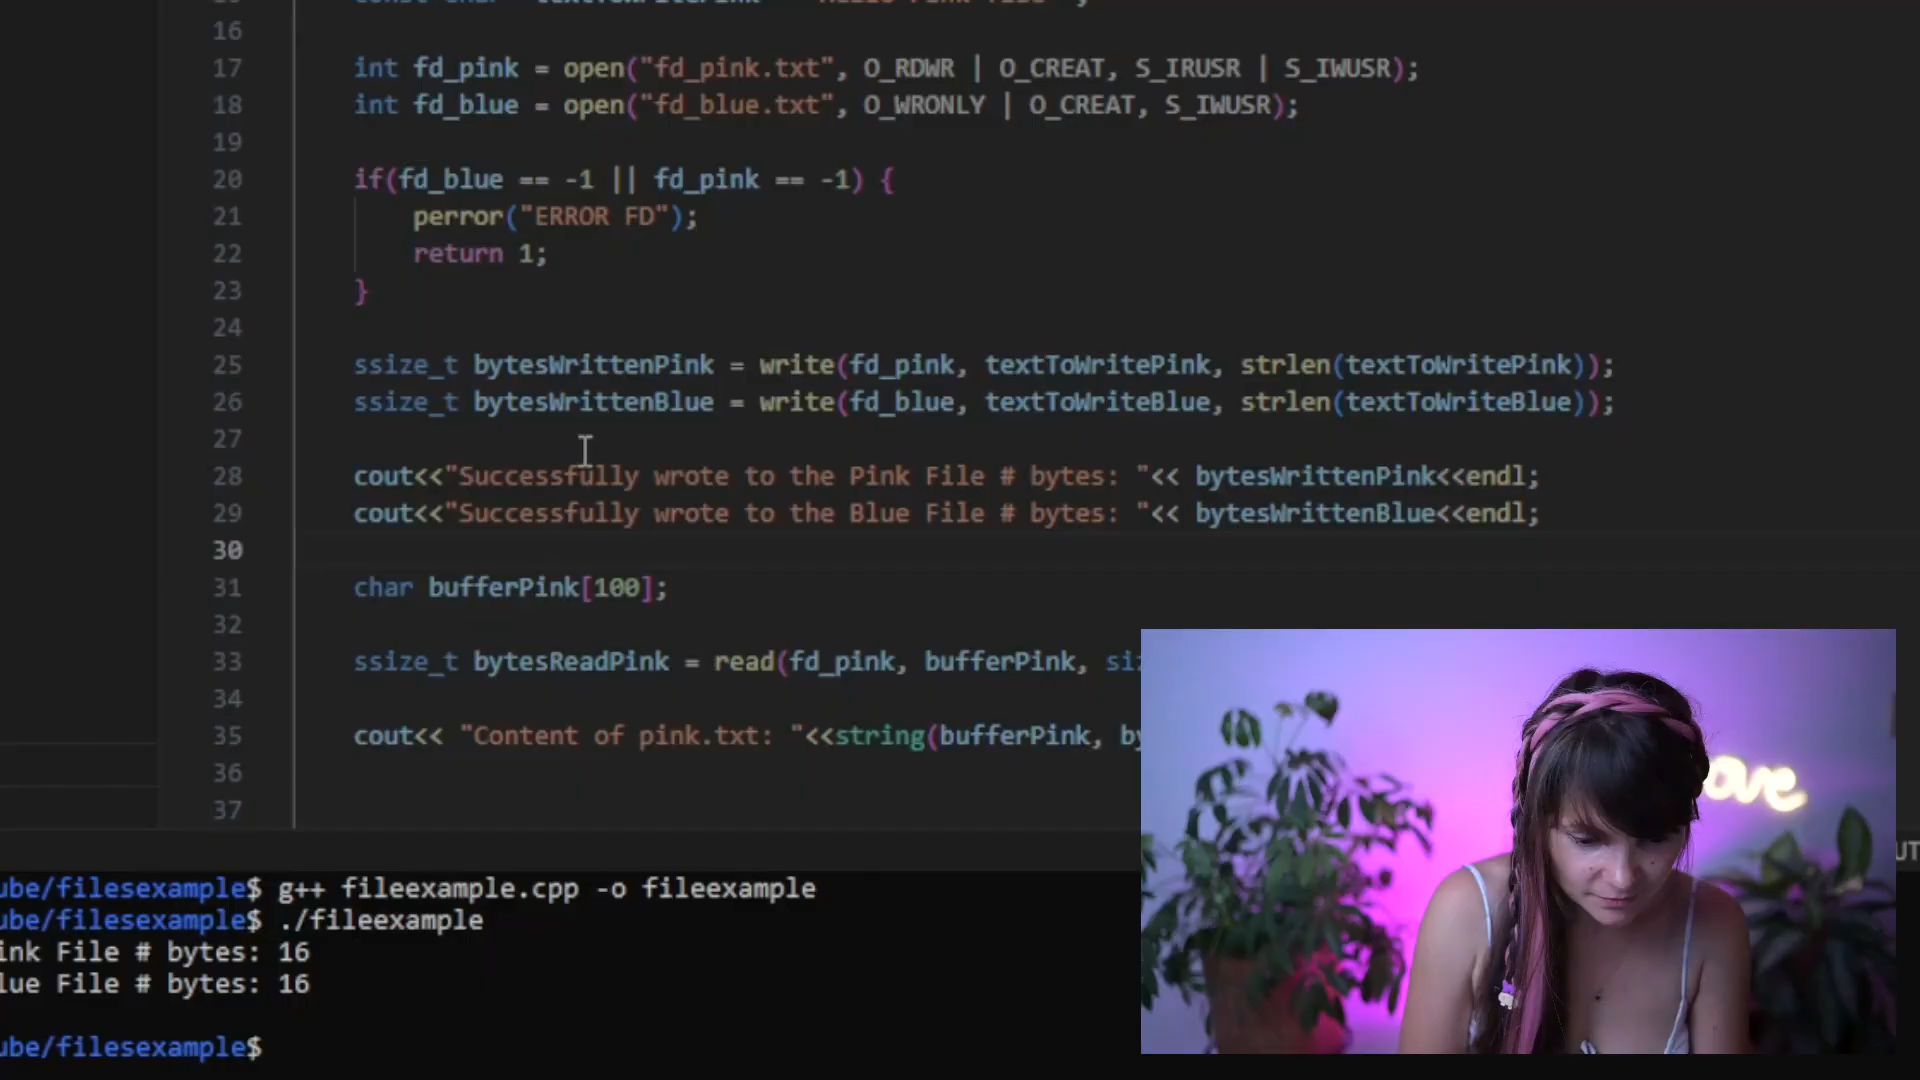 16
17 int fd_pink = open("fd_pink.txt", O_RDWR | O_CREAT, S_IRUSR | S_IWUSR);
18 int fd_blue = open("fd_blue.txt", O_WRONLY | O_CREAT, S_IWUSR);
19
20 if(fd_blue == -1 || fd_pink == -1) {
21 perror("ERROR FD");
22 return 1;
23 }
24
25 ssize_t bytesWrittenPink = write(fd_pink, textToWritePink, strlen(textToWritePink));
26 ssize_t bytesWrittenBlue = write(fd_blue, textToWriteBlue, strlen(textToWriteBlue));
27
28 cout<<"Successfully wrote to the Pink File # bytes: "<< bytesWrittenPink<<endl;
29 cout<<"Successfully wrote to the Blue File # bytes: "<< bytesWrittenBlue<<endl;
30
31 char bufferPink[100];
32
33 ssize_t bytesReadPink = read(fd_pink, bufferPink, siz
34
35 cout<< "Content of pink.txt: "<<string(bufferPink, by
36
37
UT
ube/filesexample$ g++ fileexample.cpp -o fileexample
ube/filesexample$ ./fileexample
ink File # bytes: 16
lue File # bytes: 16
ube/filesexample$
ove